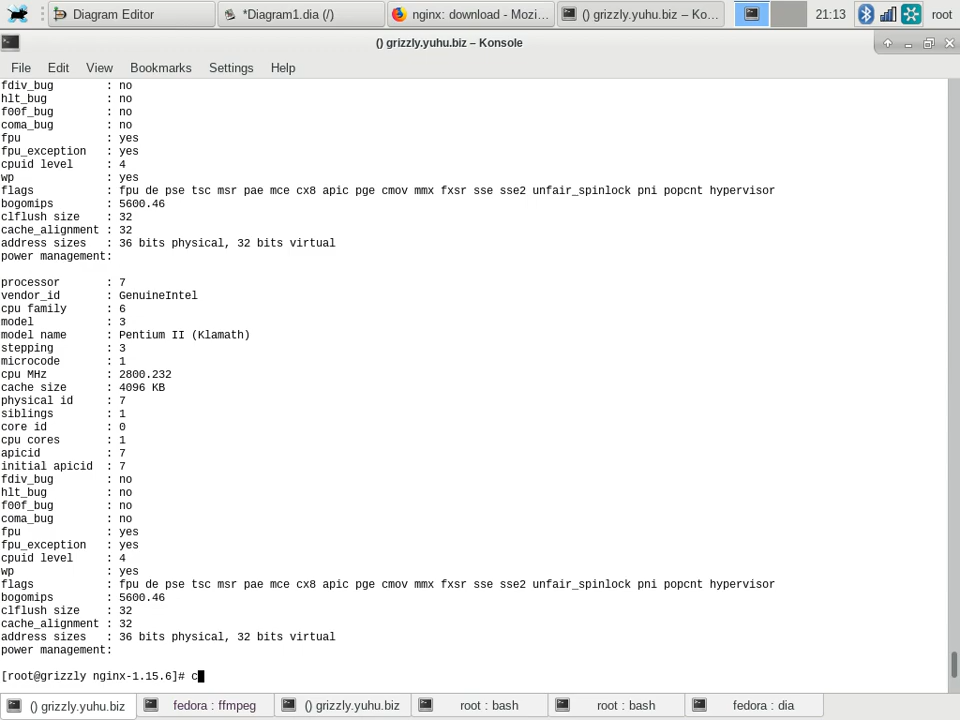 Diagram Editor
*Diagram1.dia (/)
nginx: download - Mozi...
() grizzly.yuhu.biz – Ko...
21:13
root
() grizzly.yuhu.biz – Konsole
File Edit View Bookmarks Settings Help
fdiv_bug : no
hlt_bug : no
f00f_bug : no
coma_bug : no
fpu : yes
fpu_exception : yes
cpuid level : 4
wp : yes
flags : fpu de pse tsc msr pae mce cx8 apic pge cmov mmx fxsr sse sse2 unfair_spinlock pni popcnt hypervisor
bogomips : 5600.46
clflush size : 32
cache_alignment : 32
address sizes : 36 bits physical, 32 bits virtual
power management:
processor : 7
vendor_id : GenuineIntel
cpu family : 6
model : 3
model name : Pentium II (Klamath)
stepping : 3
microcode : 1
cpu MHz : 2800.232
cache size : 4096 KB
physical id : 7
siblings : 1
core id : 0
cpu cores : 1
apicid : 7
initial apicid : 7
fdiv_bug : no
hlt_bug : no
f00f_bug : no
coma_bug : no
fpu : yes
fpu_exception : yes
cpuid level : 4
wp : yes
flags : fpu de pse tsc msr pae mce cx8 apic pge cmov mmx fxsr sse sse2 unfair_spinlock pni popcnt hypervisor
bogomips : 5600.46
clflush size : 32
cache_alignment : 32
address sizes : 36 bits physical, 32 bits virtual
power management:
[root@grizzly nginx-1.15.6]# c
() grizzly.yuhu.biz
fedora : ffmpeg
() grizzly.yuhu.biz
root : bash
root : bash
fedora : dia